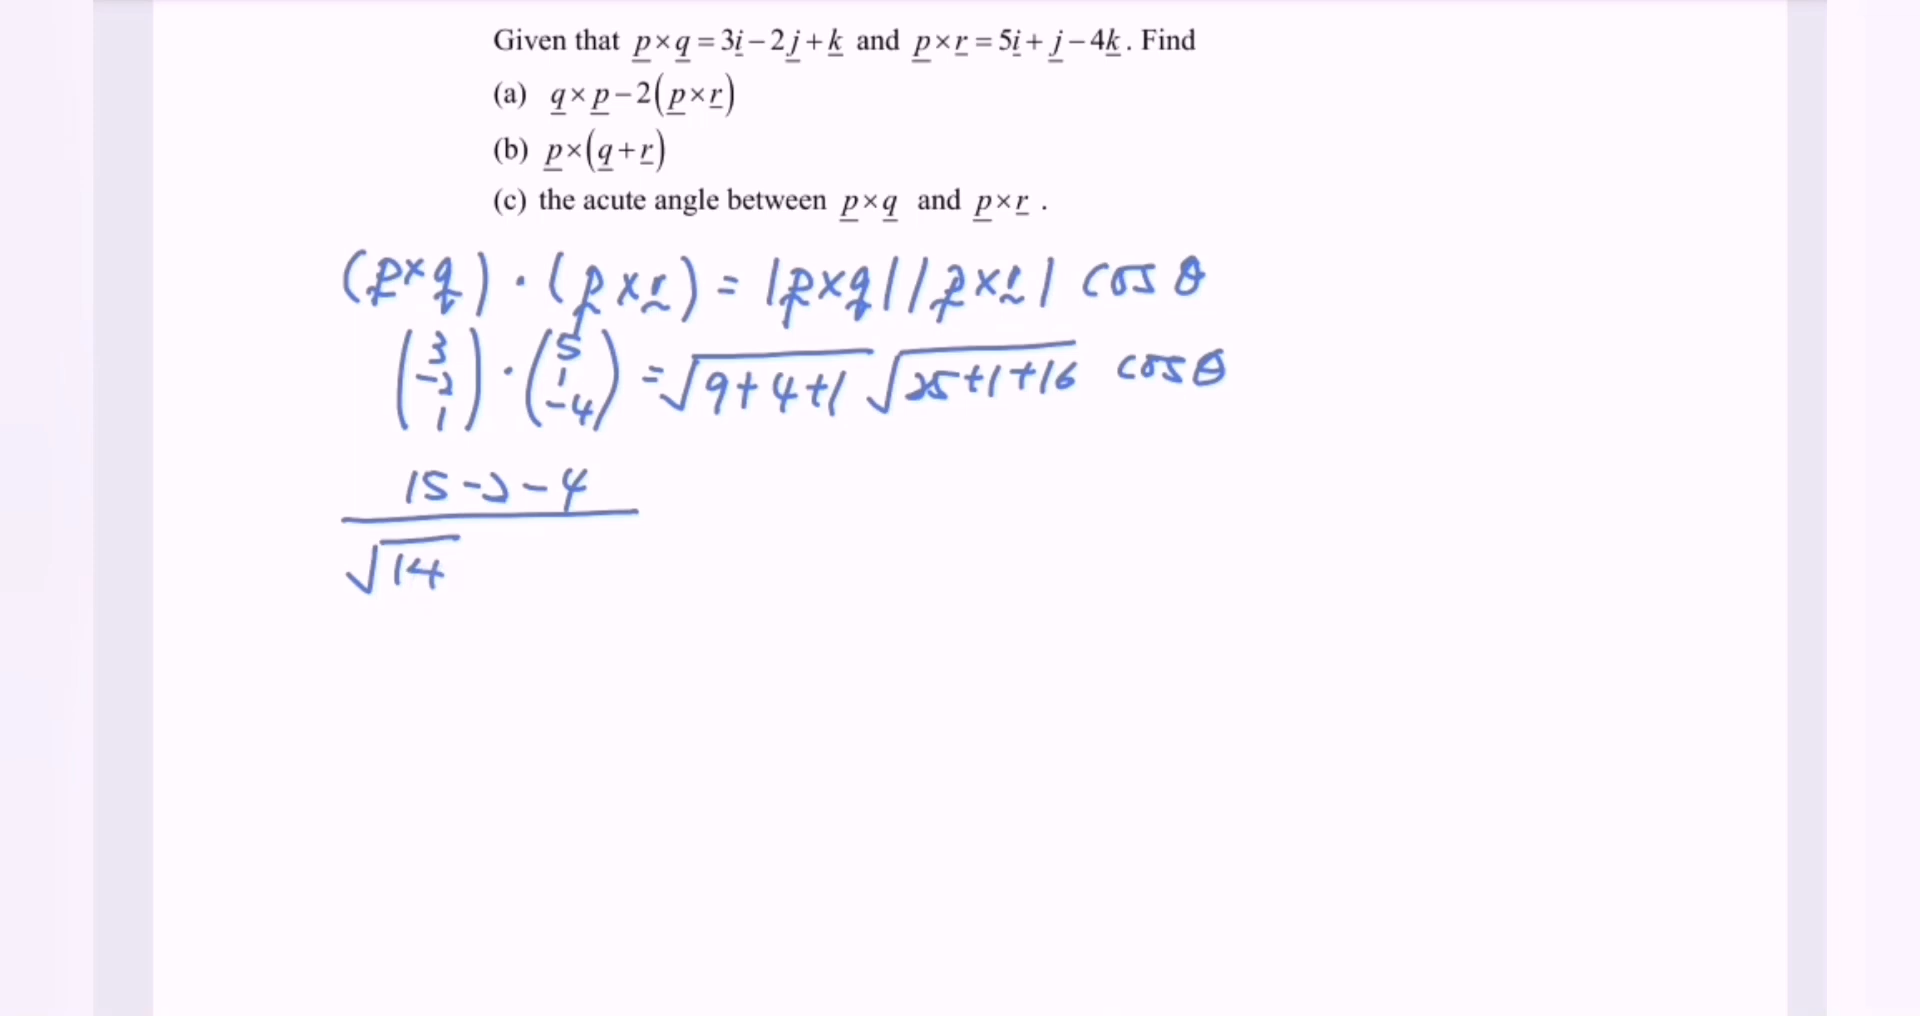 Given that p×q = 3i − 2j + k and p×r = 5i + j − 4k . Find
(a) q×p − 2(p×r)
(b) p×(q+r)
(c) the acute angle between p×q and p×r .
(p×q) · (p×r) = |p×q| |p×r| cos θ
(3 −2 1) · (5 1 −4) = √9+4+1 √25+1+16 cos θ
15 − 2 − 4
√14